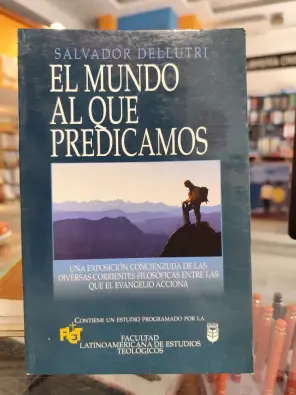 SALVADOR DELLUTRI
EL MUNDO
AL QUE
PREDICAMOS
UNA EXPOSICIÓN CONCIENZUDA DE LAS
DIVERSAS CORRIENTES FILOSÓFICAS ENTRE LAS
QUE EL EVANGELIO ACCIONA
CONTIENE UN ESTUDIO PROGRAMADO POR LA
FLET
FACULTAD
LATINOAMERICANA DE ESTUDIOS
TEOLÓGICOS